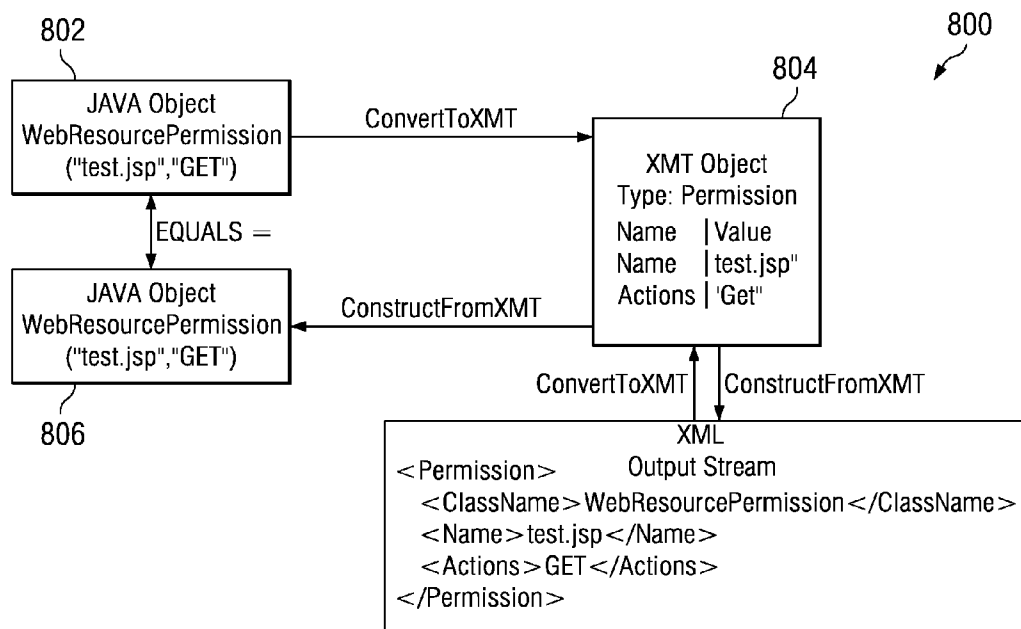 802
800
804
JAVA Object
WebResourcePermission
("test.jsp","GET")
ConvertToXMT
XMT Object
Type: Permission
Name | Value
Name | test.jsp"
Actions | 'Get"
EQUALS =
JAVA Object
WebResourcePermission
("test.jsp","GET")
ConstructFromXMT
806
ConvertToXMT
ConstructFromXMT
XML
Output Stream
<Permission>
<ClassName>WebResourcePermission</ClassName>
<Name>test.jsp</Name>
<Actions>GET</Actions>
</Permission>